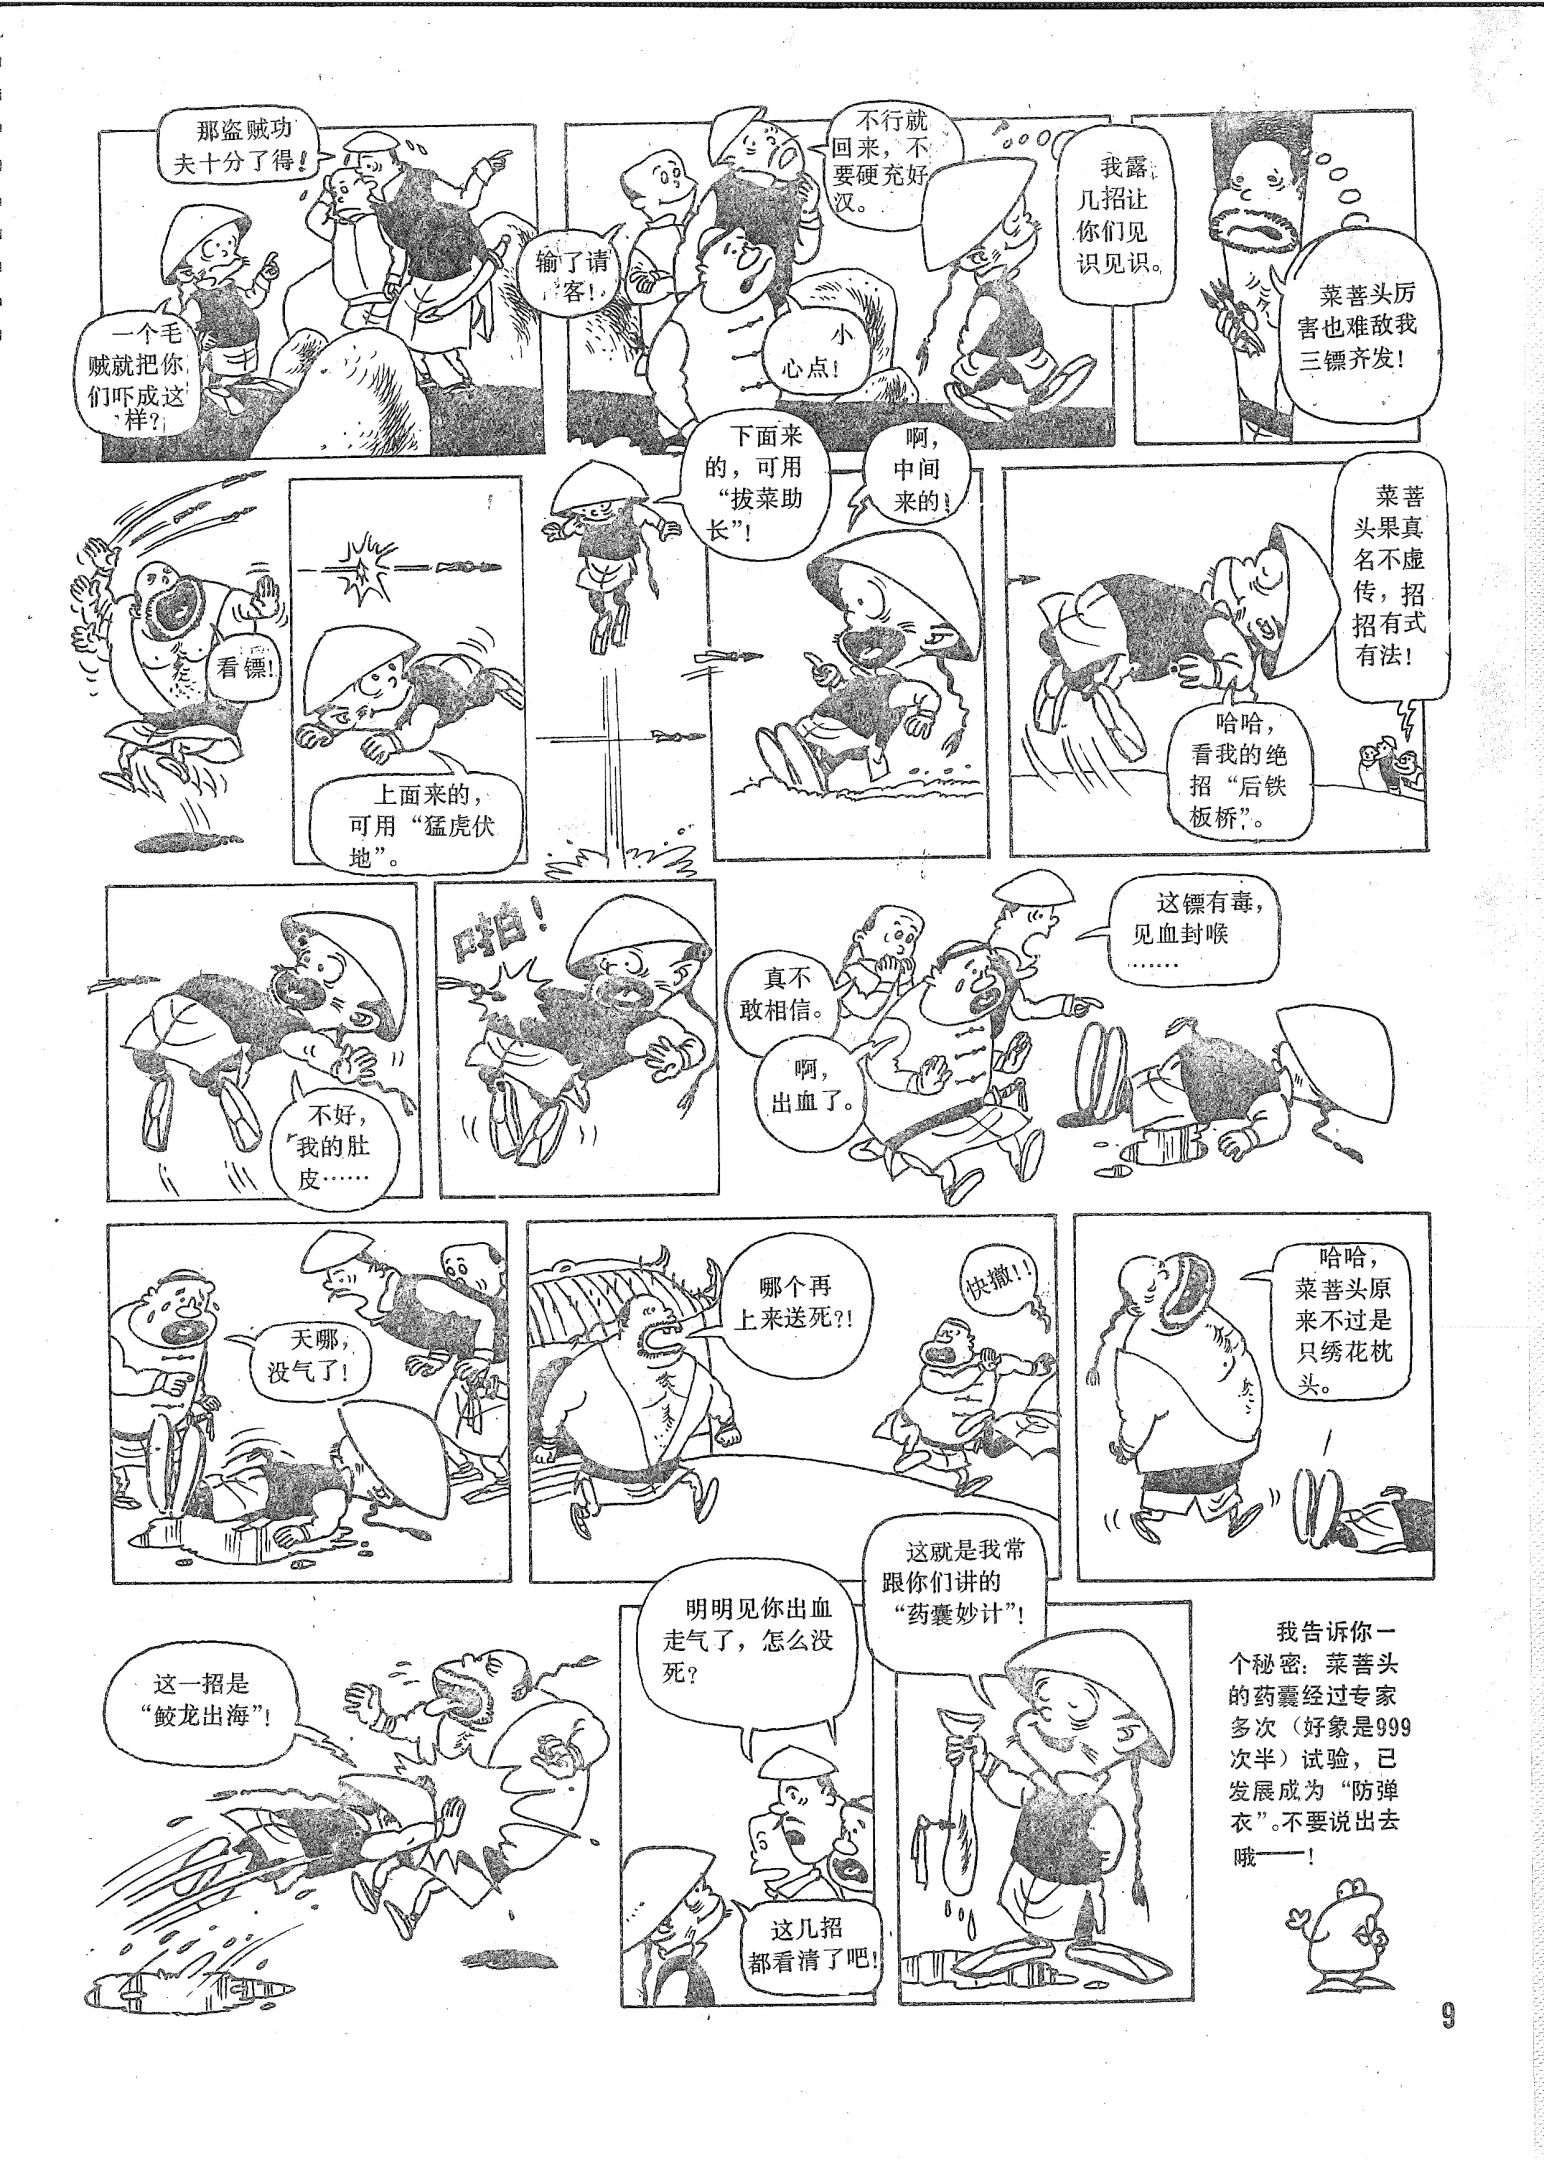 那盗贼功
夫十分了得！
一个毛
贼就把你
们吓成这
样？
不行就
回来，不
要硬充好
汉。
输了请
客！
小
心点！
我露
几招让
你们见
识见识。
菜菩头厉
害也难敌我
三镖齐发！
看镖！
上面来的，
可用“猛虎伏
地”。
下面来
的，可用
“拔菜助
长”！
啊，
中间
来的！
菜菩
头果真
名不虚
传，招
招有式
有法！
哈哈，
看我的绝
招“后铁
板桥”。
不好，
我的肚
皮……
啪！
这镖有毒，
见血封喉
……
真不
敢相信。
啊，
出血了。
天哪，
没气了！
哪个再
上来送死？！
快撤！！
哈哈，
菜菩头原
来不过是
只绣花枕
头。
这一招是
“鲛龙出海”！
明明见你出血
走气了，怎么没
死？
这几招
都看清了吧！
这就是我常
跟你们讲的
“药囊妙计”！
我告诉你一
个秘密：菜菩头
的药囊经过专家
多次（好象是999
次半）试验，已
发展成为“防弹
衣”。不要说出去
哦——！
9